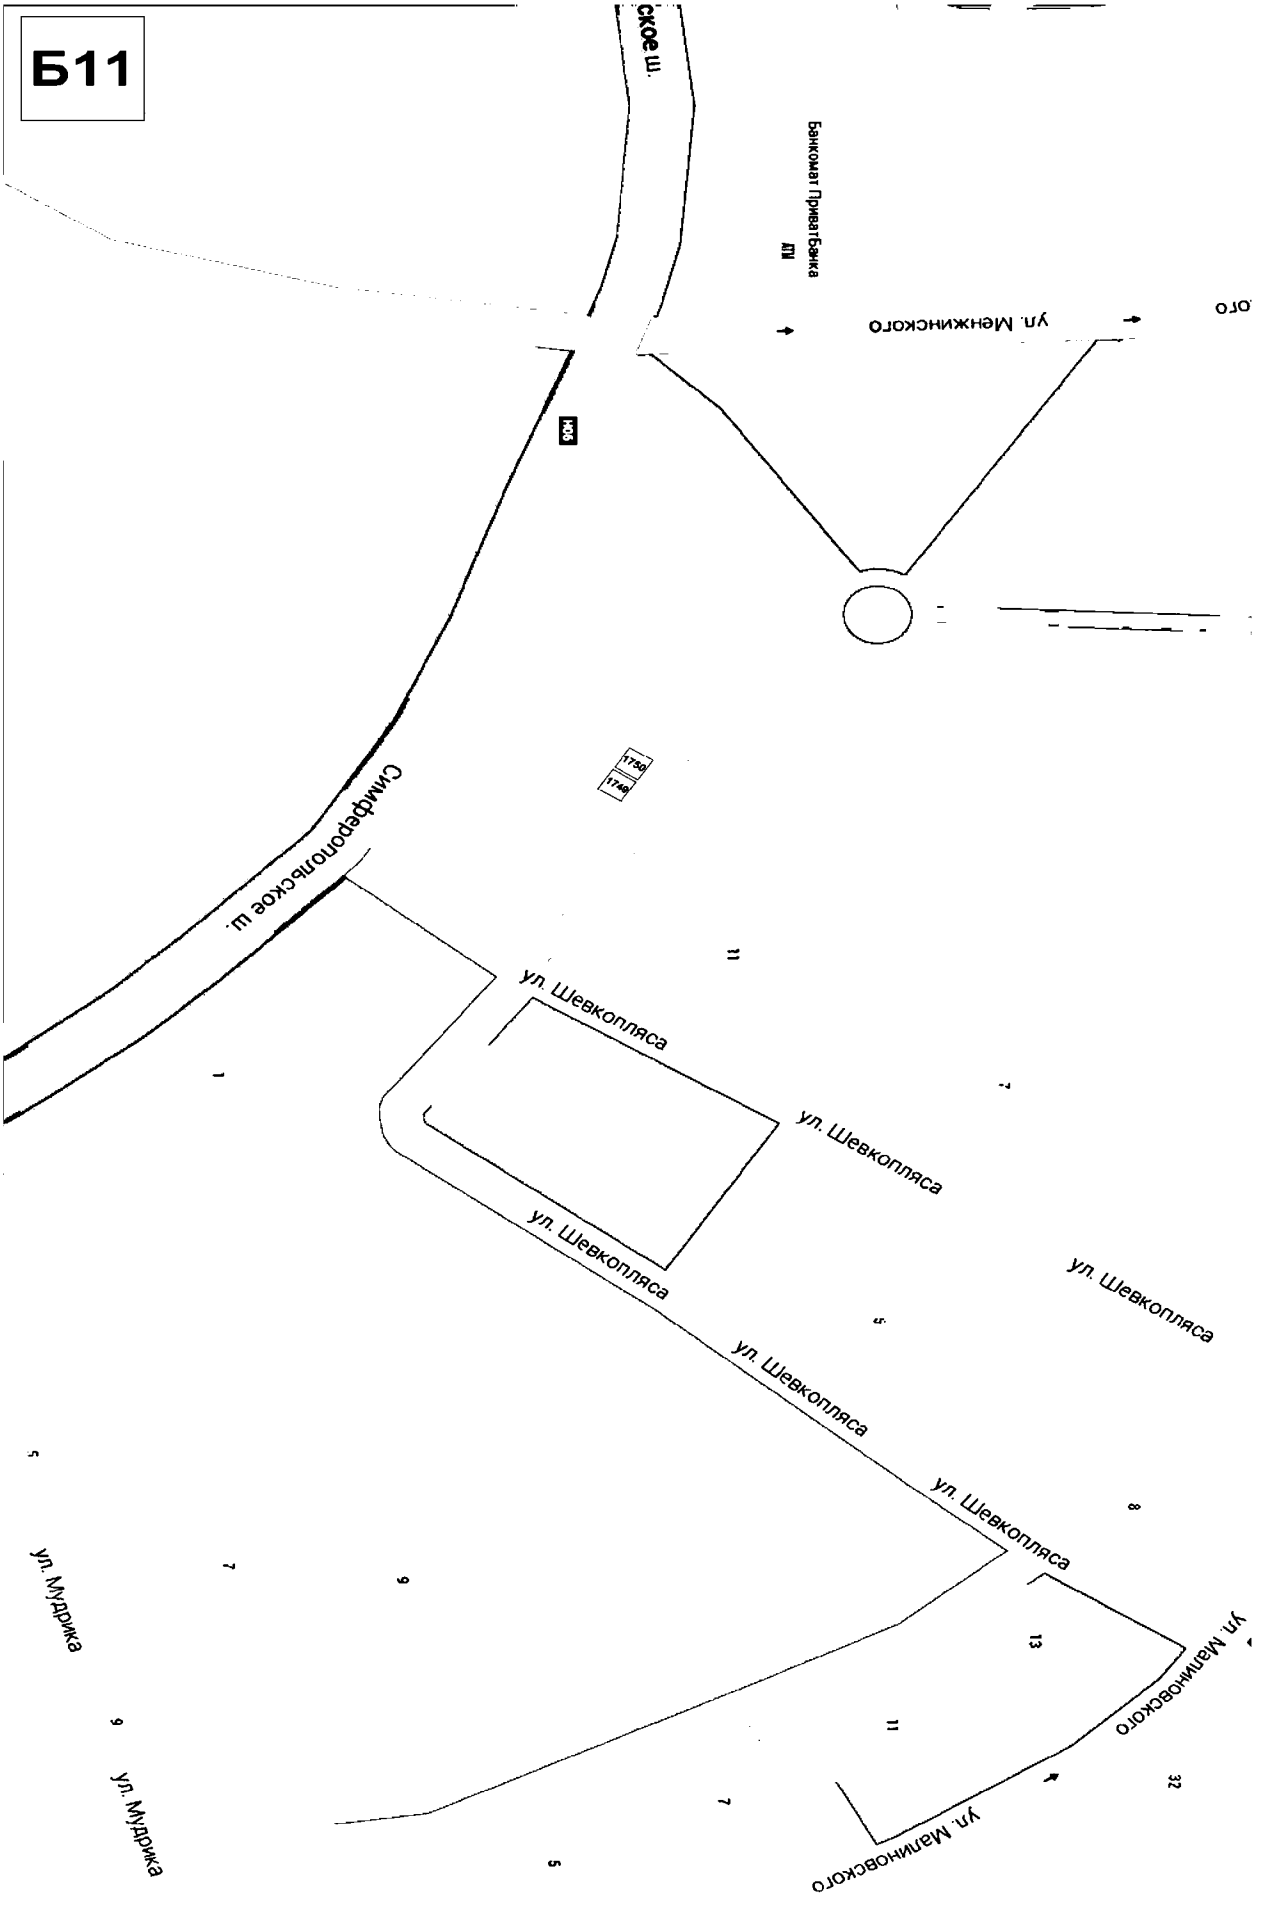 Б11
ское ш.
Банкомат ПриватБанка
ATM
ул. Менжинского
ого
H06
1750
1749
Симферопольское ш.
11
ул. Шевкопляса
1
7
ул. Шевкопляса
ул. Шевкопляса
ул. Шевкопляса
5
ул. Шевкопляса
5
ул. Шевкопляса
8
ул. Мудрика
7
9
13
ул. Малиновского
9
11
ул. Мудрика
7
32
5
ул. Малиновского